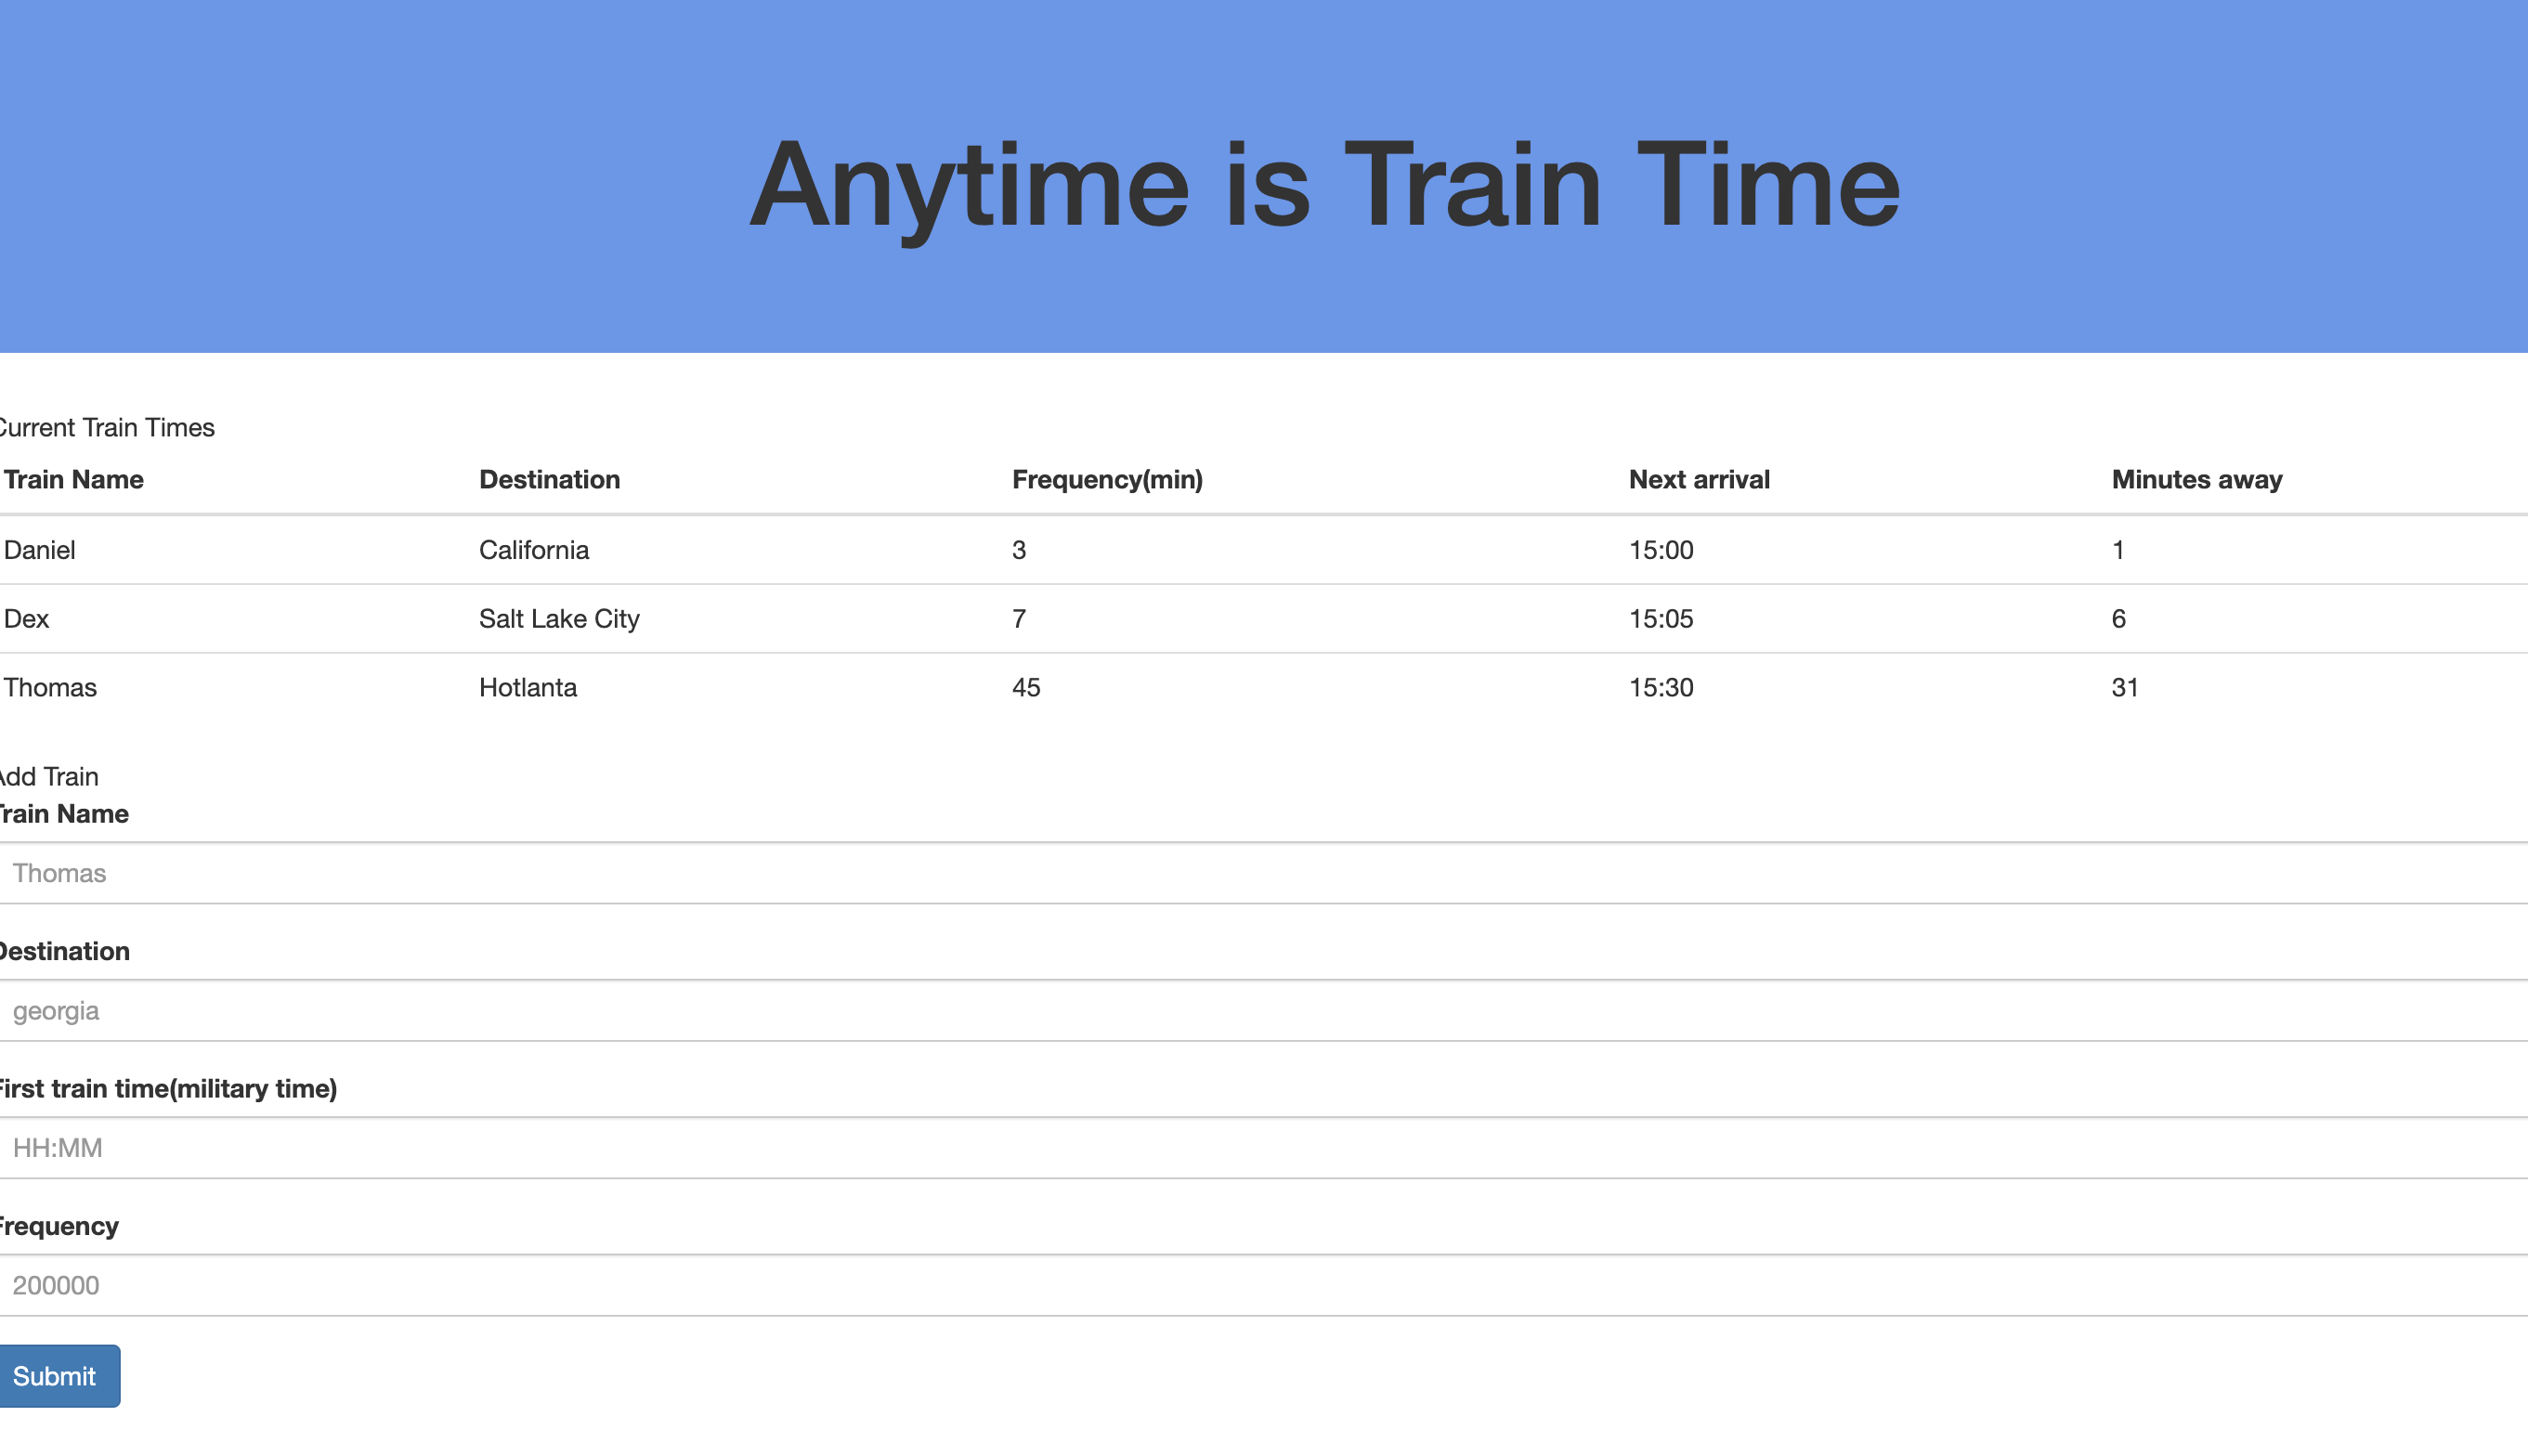 Anytime is Train Time
Current Train Times
Train Name Destination Frequency(min) Next arrival Minutes away
Daniel California 3 15:00 1
Dex Salt Lake City 7 15:05 6
Thomas Hotlanta 45 15:30 31
Add Train
Train Name
Thomas
Destination
georgia
First train time(military time)
HH:MM
Frequency
200000
Submit